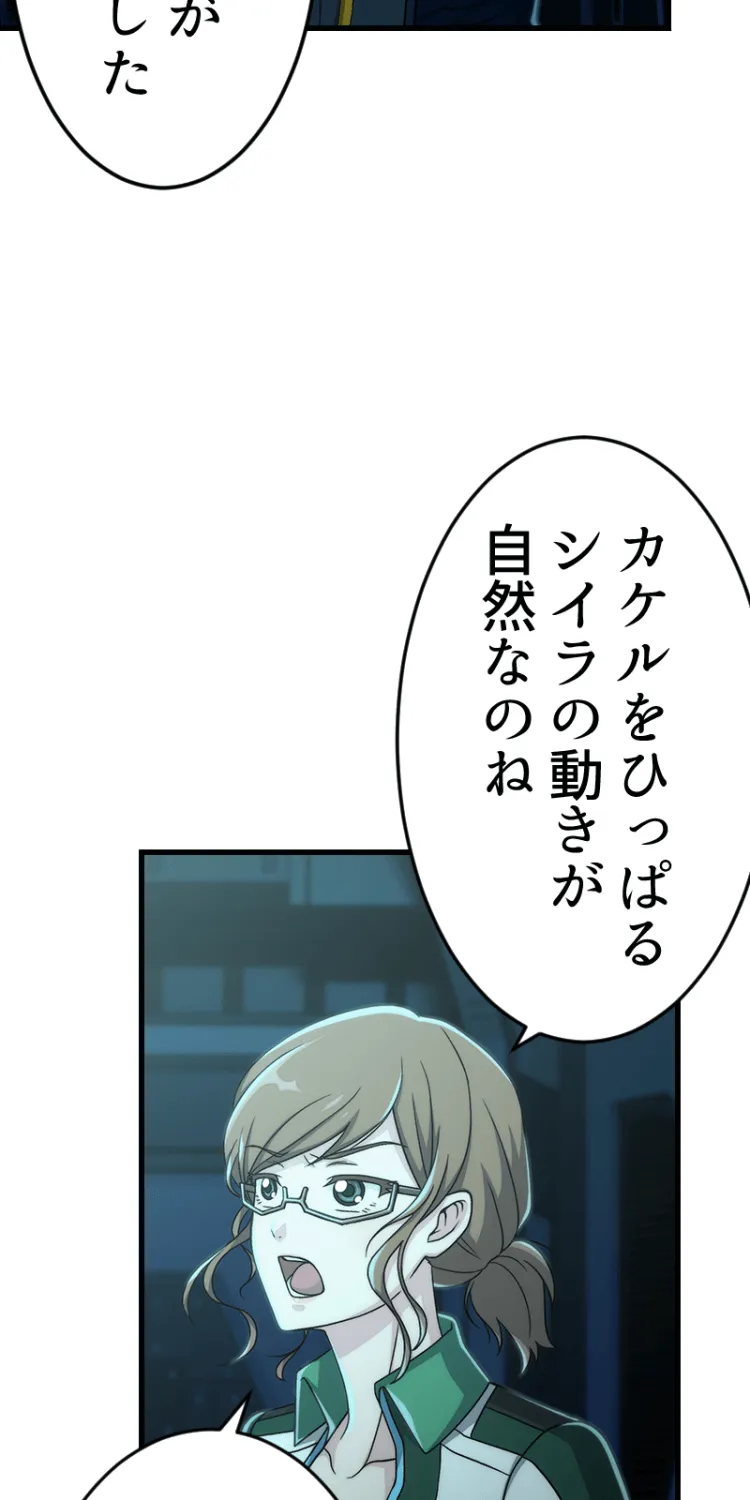 が
した
カケルをひっぱる
シイラの動きが
自然なのね